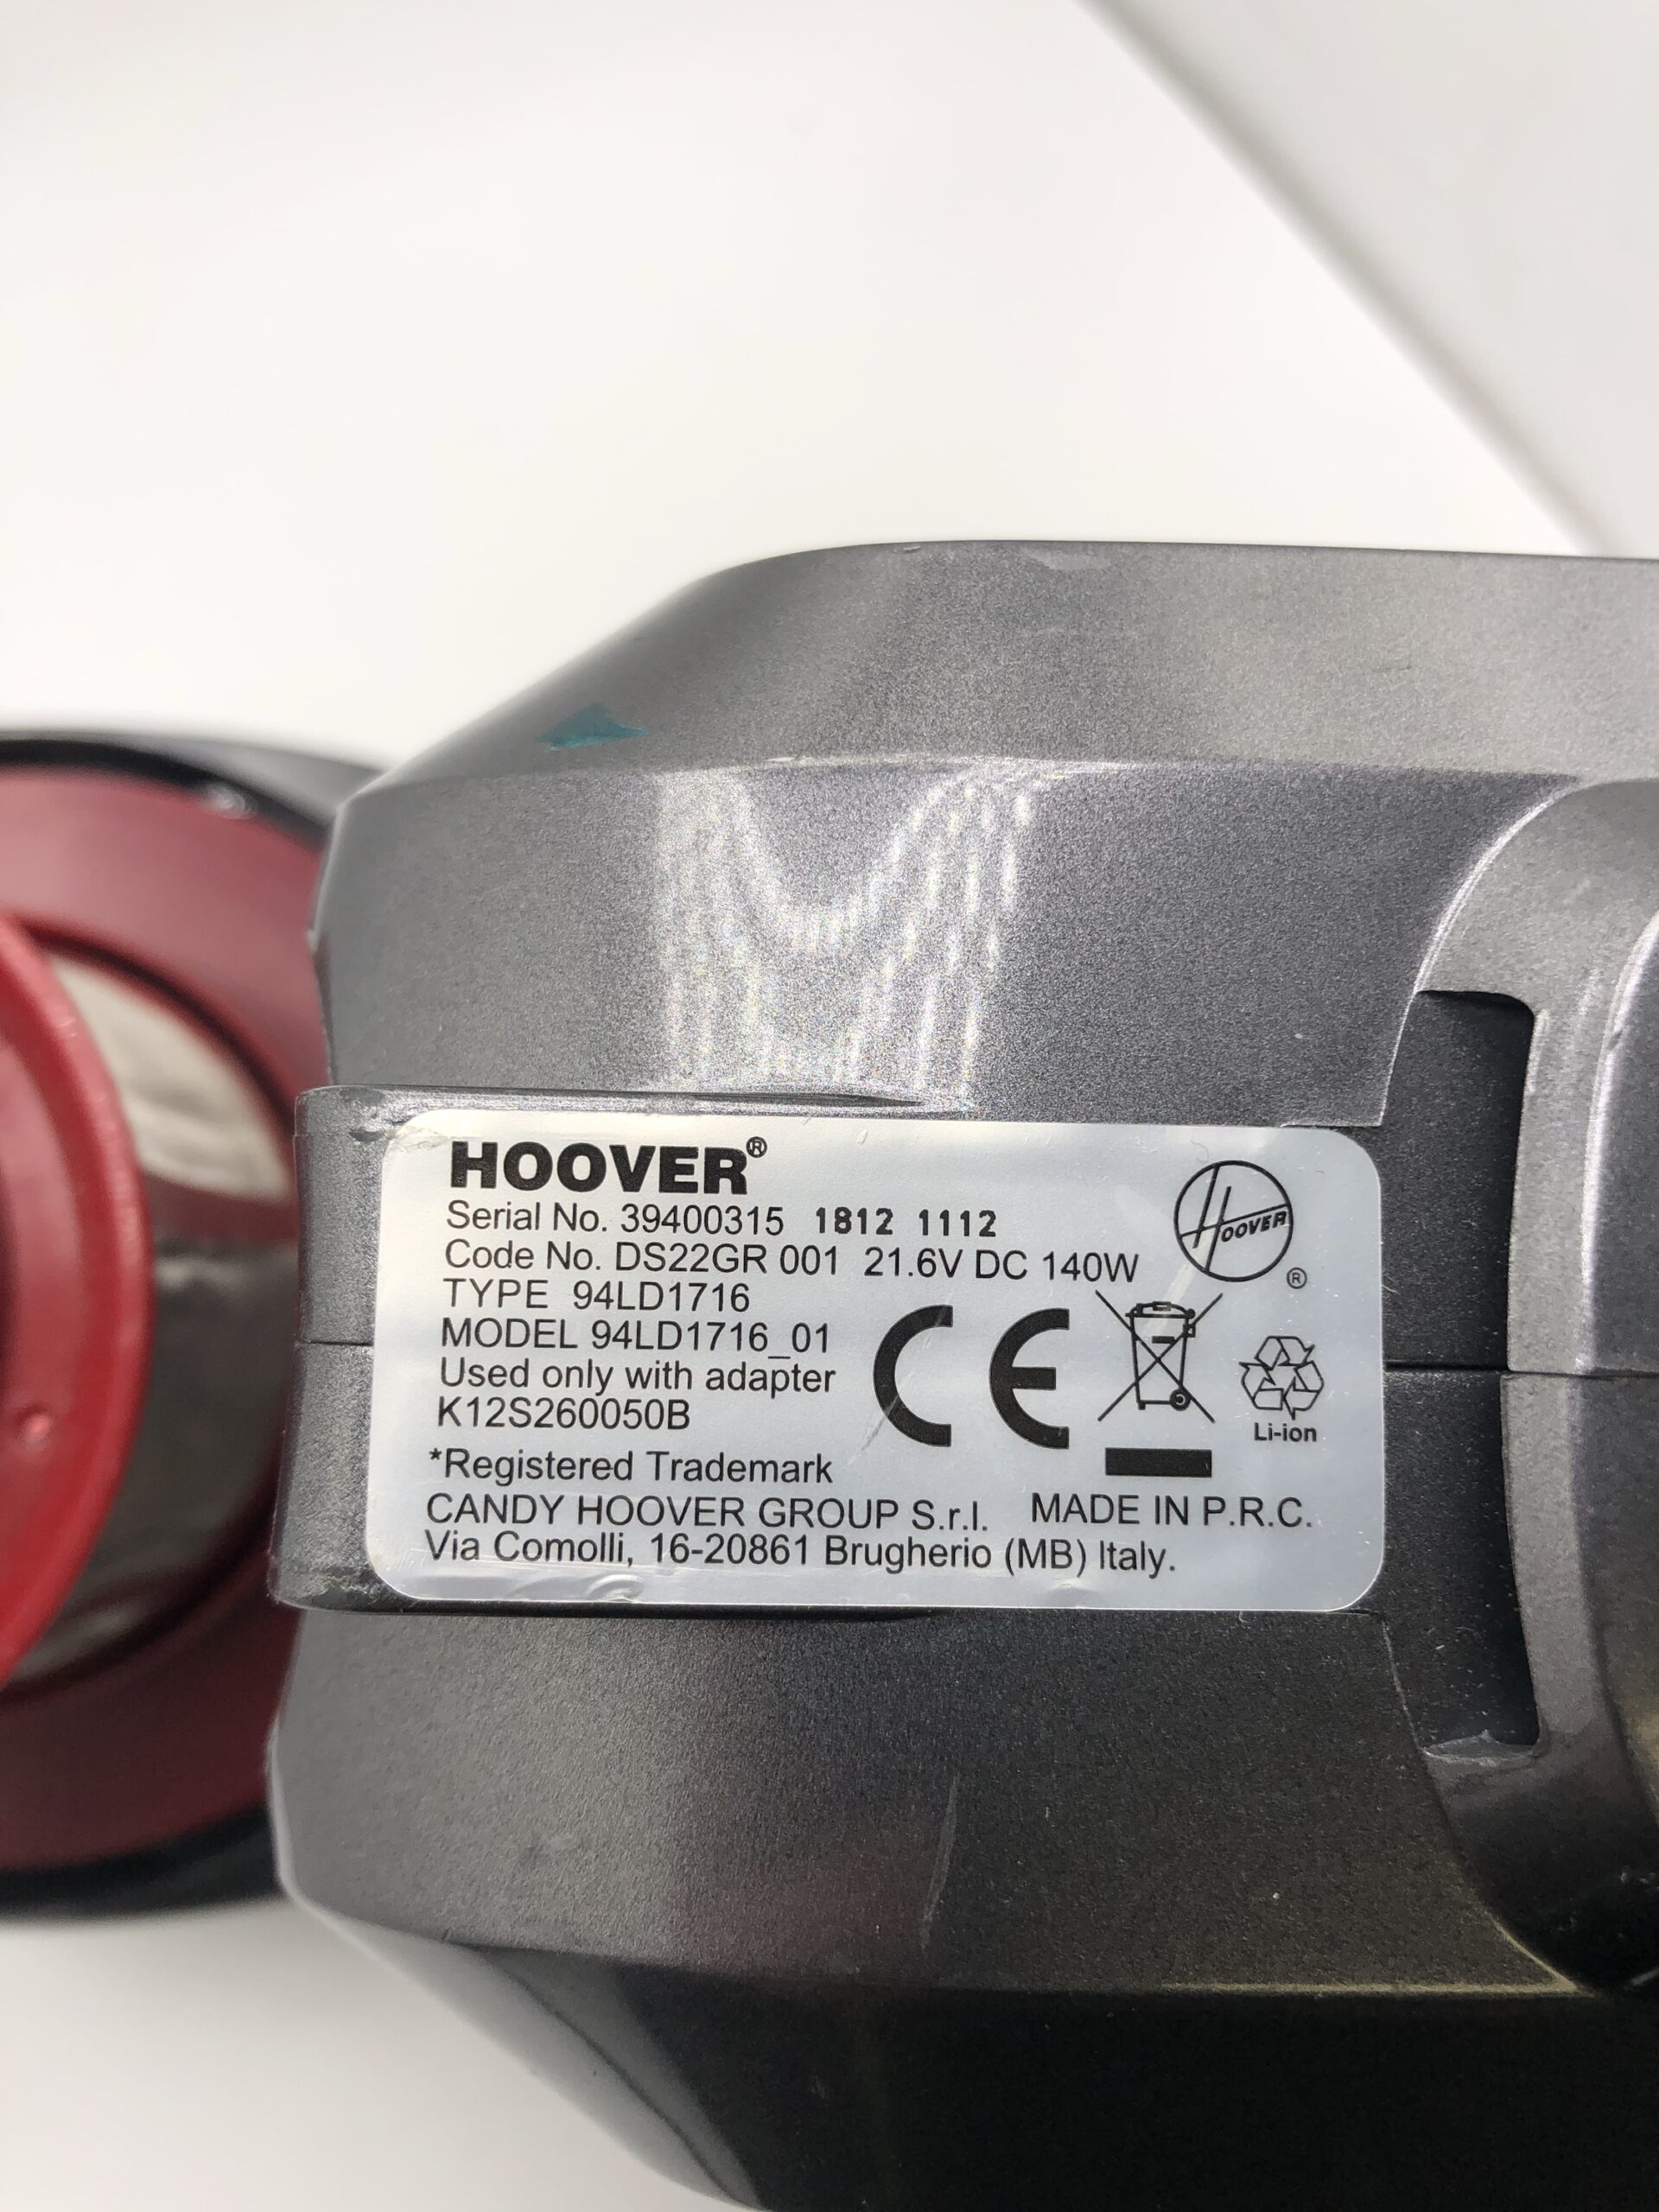 HOOVER®
Serial No. 39400315 1812 1112
Code No. DS22GR 001 21.6V DC 140W
HOOVER
®
TYPE 94LD1716
MODEL 94LD1716_01
Used only with adapter
K12S260050B
CE
Li-ion
*Registered Trademark
CANDY HOOVER GROUP S.r.l. MADE IN P.R.C.
Via Comolli, 16-20861 Brugherio (MB) Italy.